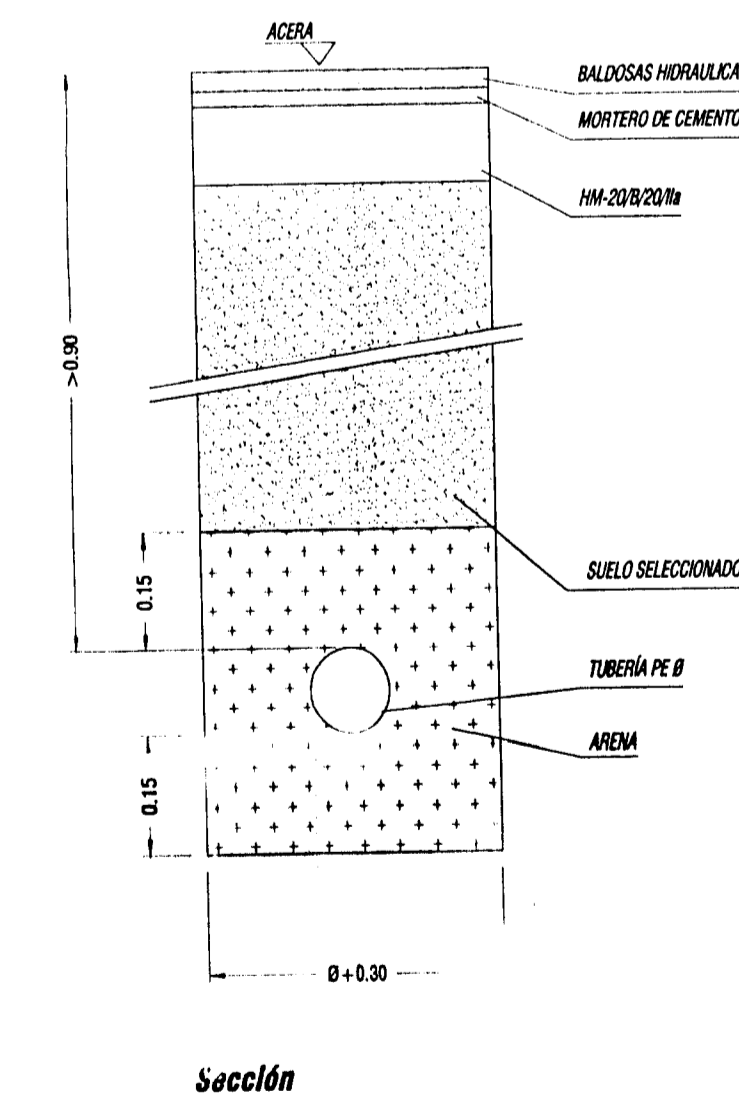 ACERA
BALDOSAS HIDRAULICA
MORTERO DE CEMENTO
HM-20/B/20/IIa
>0.90
SUELO SELECCIONADO
0.15
TUBERÍA PE Ø
ARENA
0.15
Ø+0.30
Sección